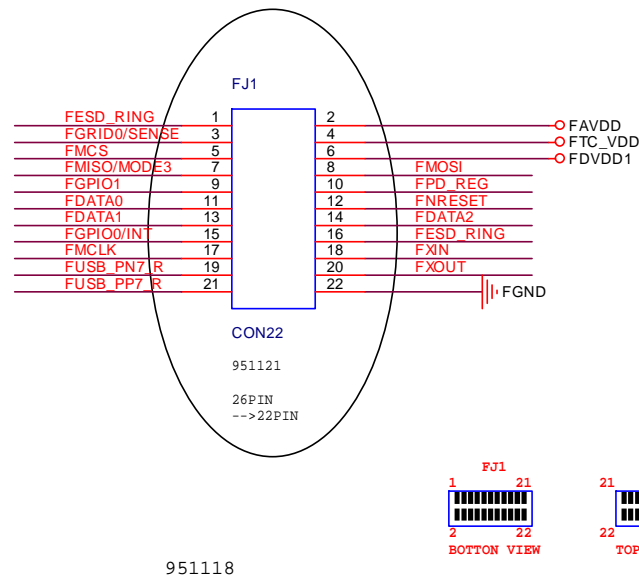 FJ1
FESD_RING 1 2 FAVDD
FGRID0/SENSE 3 4 FTC_VDD
FMCS 5 6 FDVDD1
FMISO/MODE3 7 8 FMOSI
FGPIO1 9 10 FPD_REG
FDATA0 11 12 FNRESET
FDATA1 13 14 FDATA2
FGPIO0/INT 15 16 FESD_RING
FMCLK 17 18 FXIN
FUSB_PN7_R 19 20 FXOUT
FUSB_PP7_R 21 22 FGND
CON22
951121
26PIN
-->22PIN
FJ1
1 21 21
2 22 22
BOTTON VIEW TOP
951118